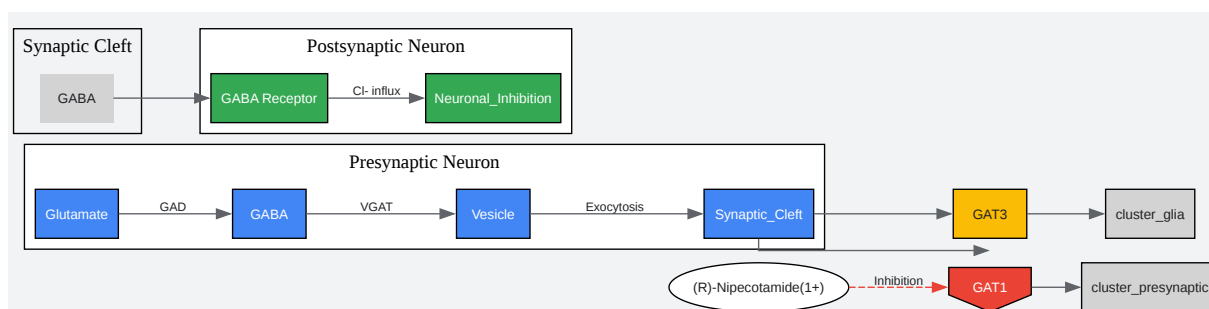 Synaptic Cleft
Postsynaptic Neuron
GABA
GABA Receptor
Cl- influx
Neuronal_Inhibition
Presynaptic Neuron
Glutamate
GAD
GABA
VGAT
Vesicle
Exocytosis
Synaptic_Cleft
GAT3
cluster_glia
(R)-Nipecotamide(1+)
Inhibition
GAT1
cluster_presynaptic